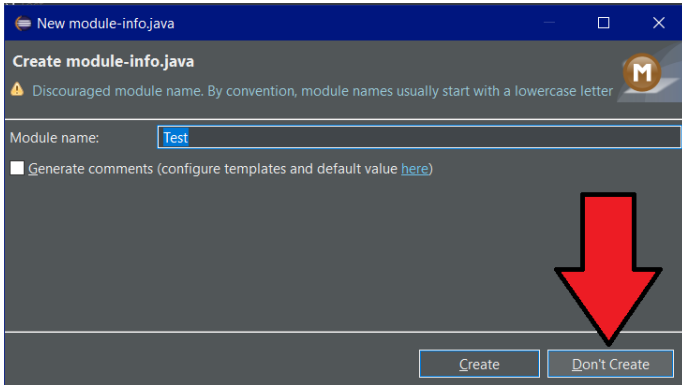 New module-info.java
Create module-info.java
Discouraged module name. By convention, module names usually start with a lowercase letter
M
Module name: Test
Generate comments (configure templates and default value here)
Create Don't Create